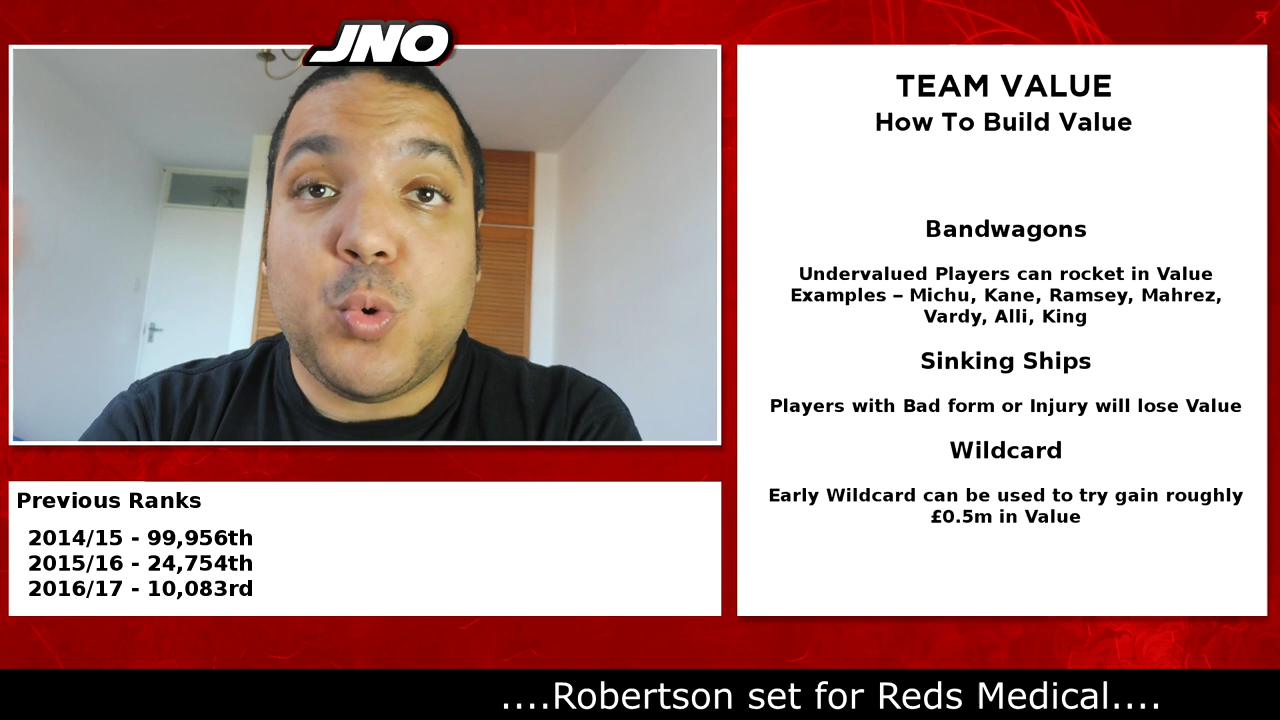 JNO
TEAM VALUE
How To Build Value
Bandwagons
Undervalued Players can rocket in Value
Examples – Michu, Kane, Ramsey, Mahrez,
Vardy, Alli, King
Sinking Ships
Players with Bad form or Injury will lose Value
Wildcard
Early Wildcard can be used to try gain roughly
£0.5m in Value
Previous Ranks
2014/15 - 99,956th
2015/16 - 24,754th
2016/17 - 10,083rd
....Robertson set for Reds Medical....